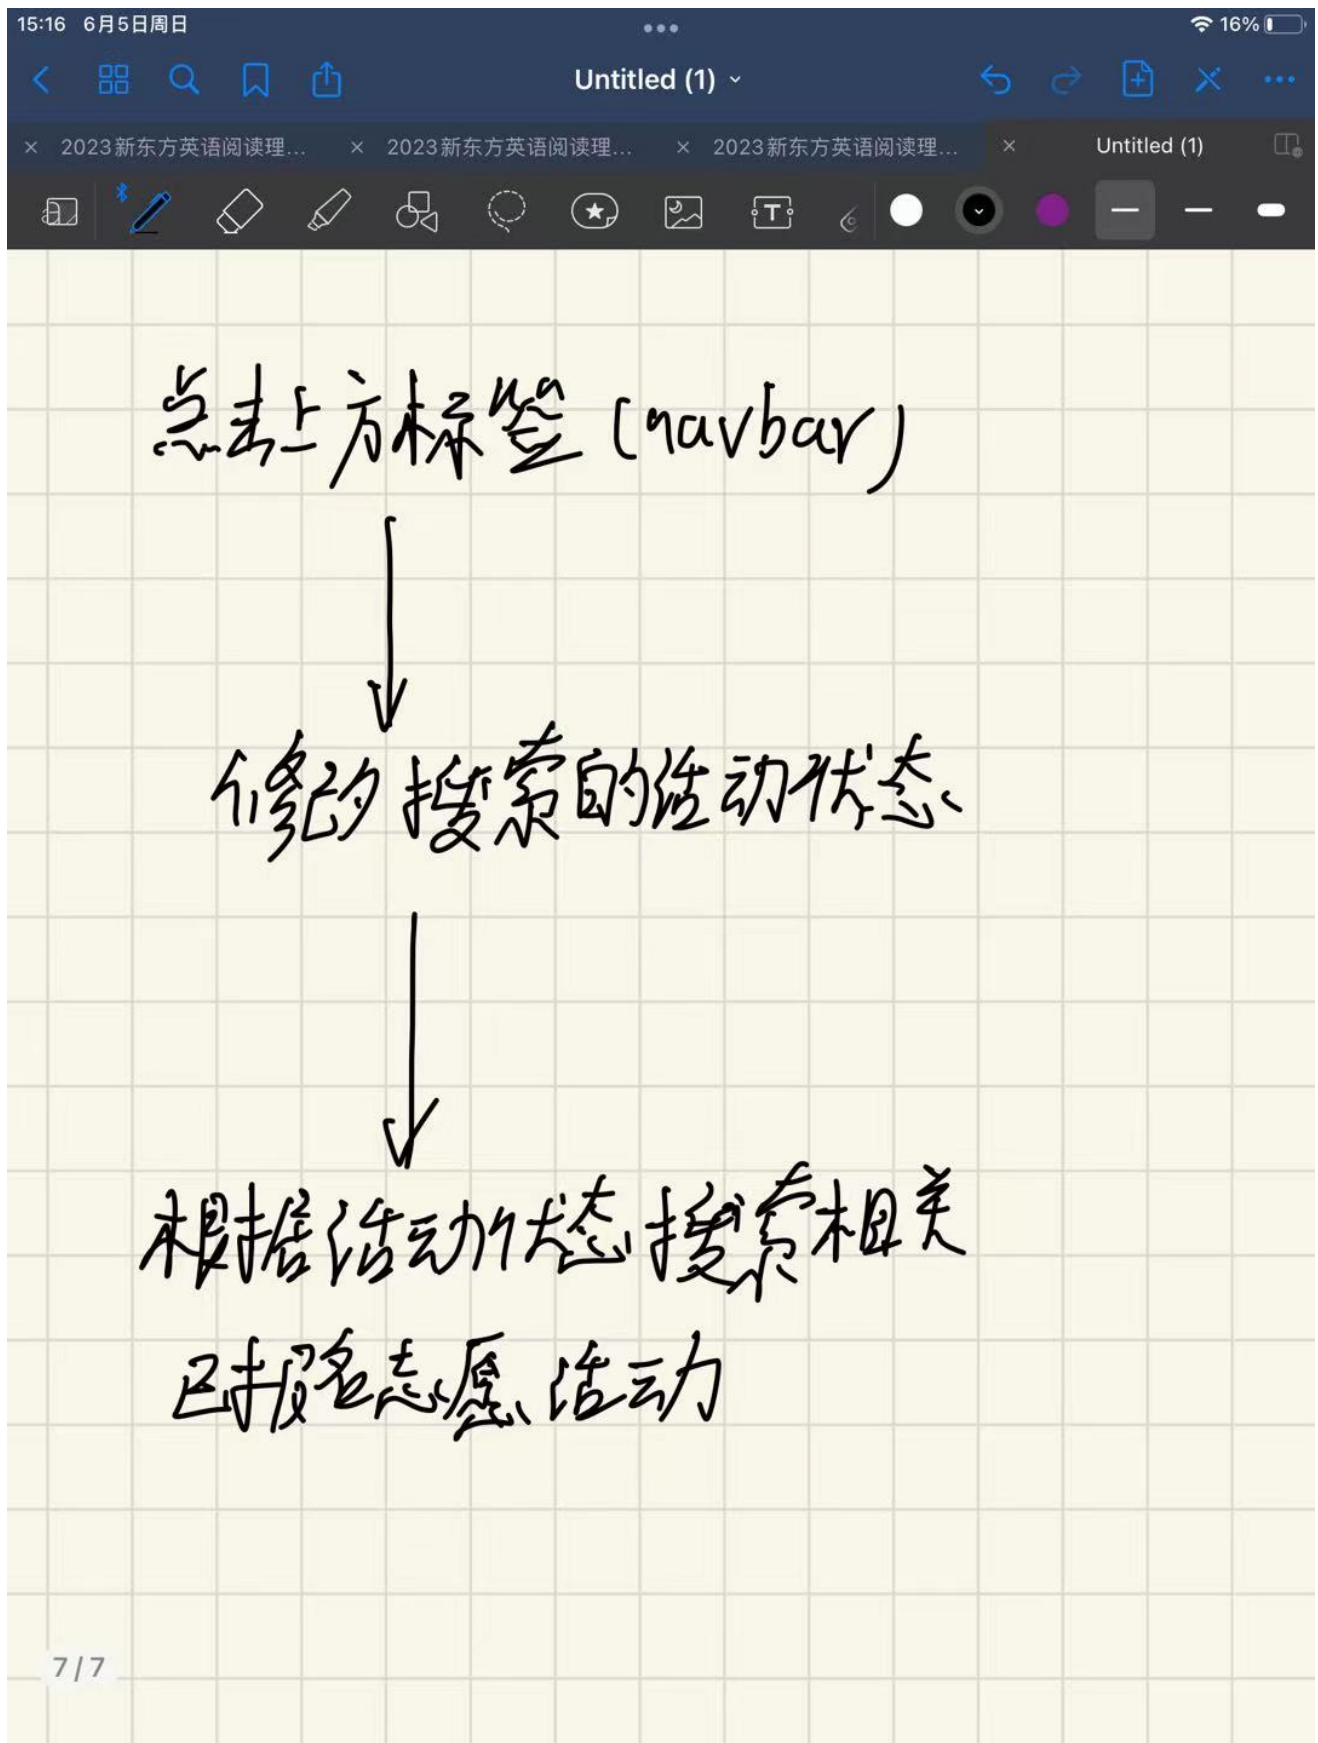 15:16 6月5日周日
16%
Untitled (1)
2023新东方英语阅读理...
2023新东方英语阅读理...
2023新东方英语阅读理...
Untitled (1)
点击上方标签 (navbar)
修改搜索的活动状态
根据活动状态搜索相关
已报名志愿活动
7/7